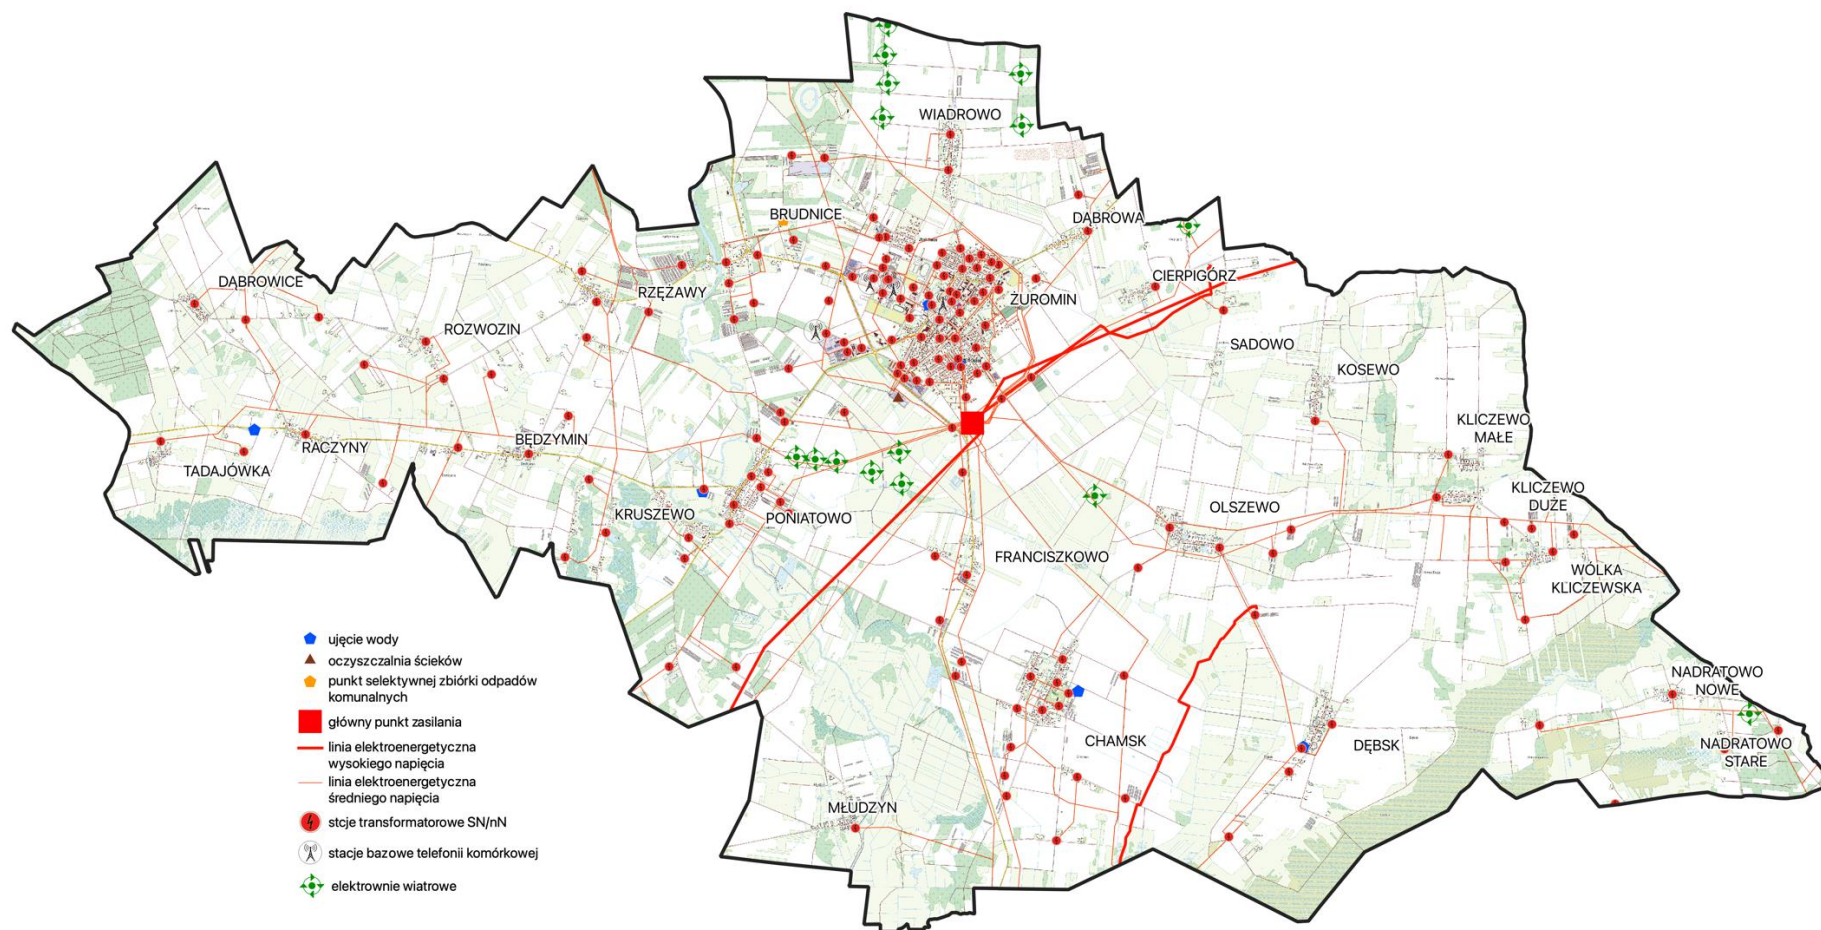 WIADROWO
BRUDNICE
DĄBROWA
DĄBROWICE
CIERPIGÓRZ
RZĘŻAWY
ŻUROMIN
ROZWOZIN
SADOWO
KOSEWO
KLICZEWO
MAŁE
BĘDZYMIN
RACZYNY
TADAJÓWKA
KLICZEWO
DUŻE
OLSZEWO
KRUSZEWO
PONIATOWO
FRANCISZKOWO
WÓLKA
KLICZEWSKA
NADRATOWO
NOWE
CHAMSK
DĘBSK
NADRATOWO
STARE
MŁUDZYN
ujęcie wody
oczyszczalnia ścieków
punkt selektywnej zbiórki odpadów
komunalnych
główny punkt zasilania
linia elektroenergetyczna
wysokiego napięcia
linia elektroenergetyczna
średniego napięcia
stcje transformatorowe SN/nN
stacje bazowe telefonii komórkowej
elektrownie wiatrowe